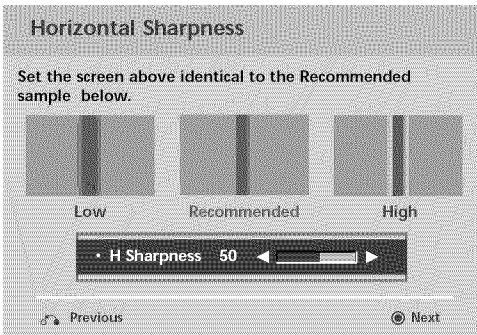 Horizontal Sharpness
Set the screen above identical to the Recommended
sample below.
Low Recommended High
• H Sharpness 50
Previous Next